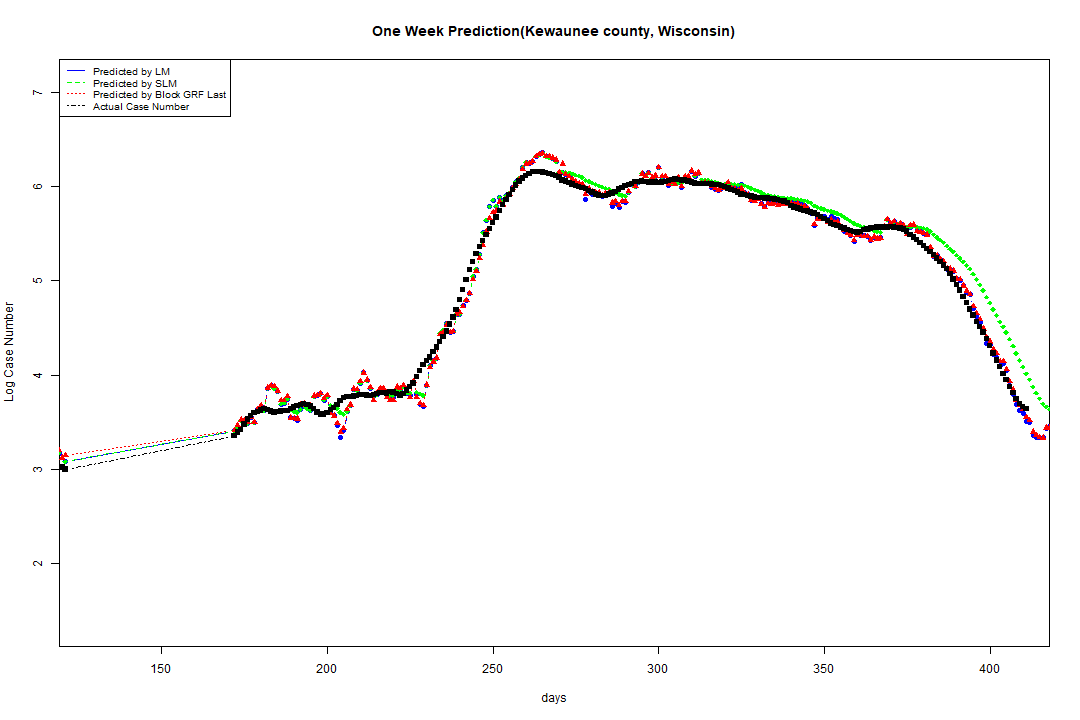 One Week Prediction(Kewaunee county, Wisconsin)
Predicted by LM
Predicted by SLM
Predicted by Block GRF Last
Actual Case Number
7
6
5
4
3
2
Log Case Number
150 200 250 300 350 400
days